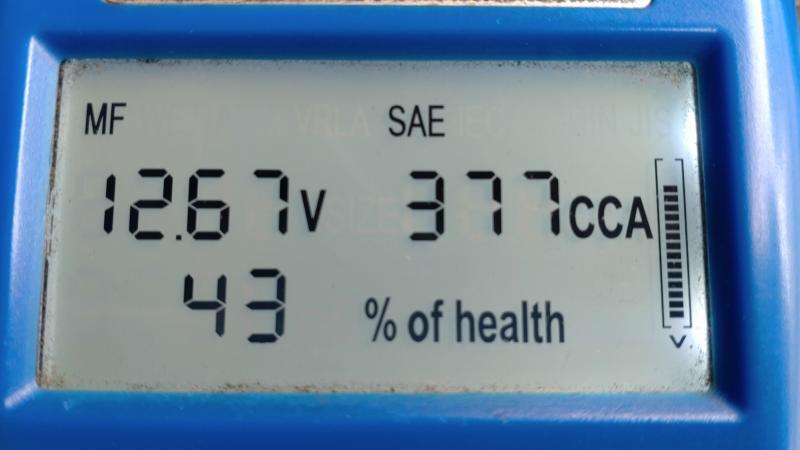 MF SAE
12.67V 377CCA
43 % of health